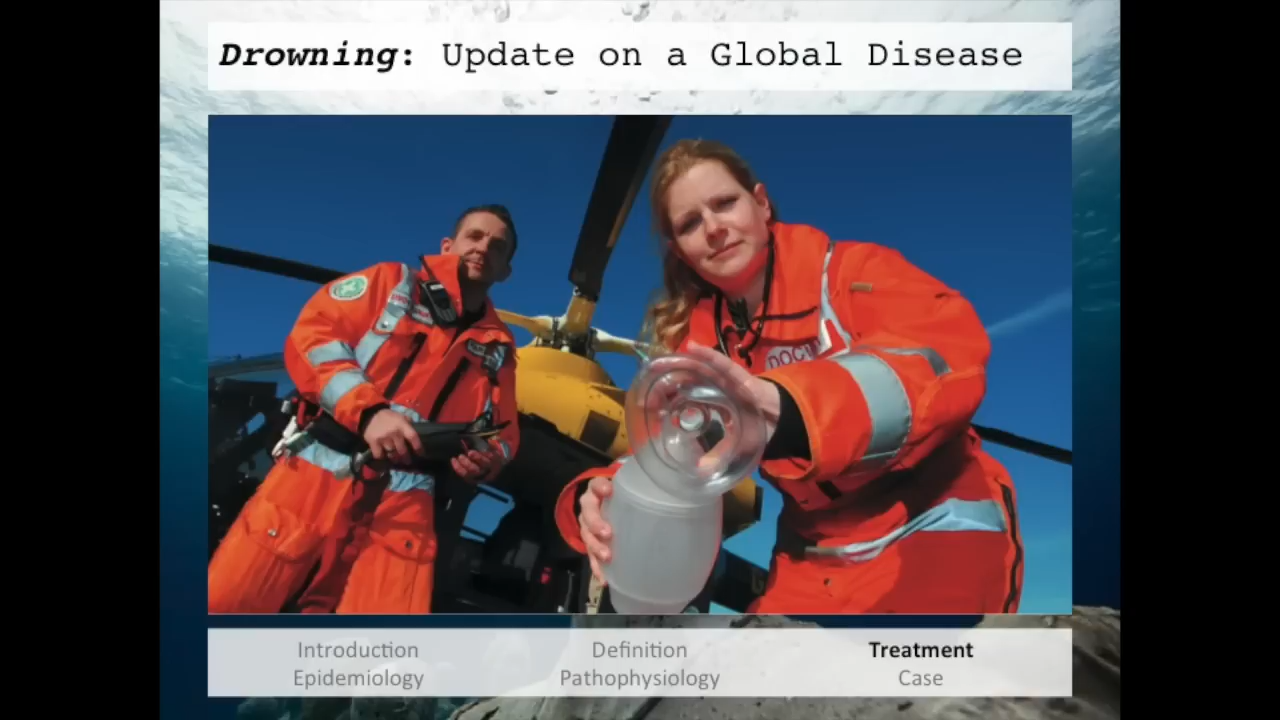 Drowning: Update on a Global Disease
Introduction
Epidemiology
Definition
Pathophysiology
Treatment
Case